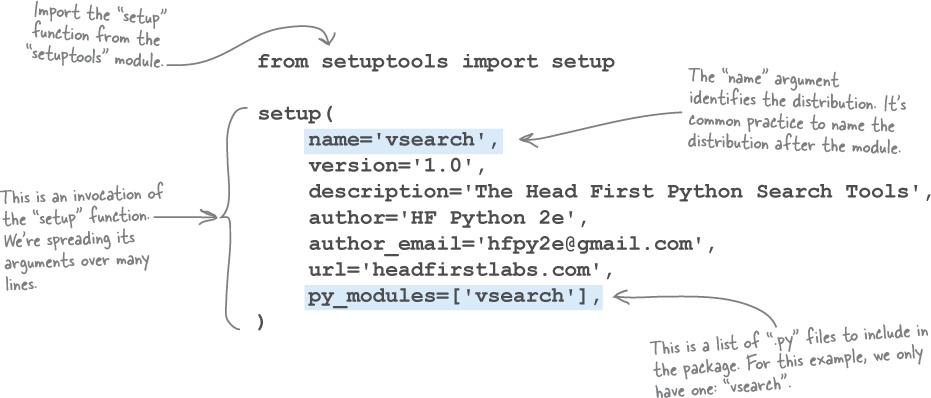 Import the “setup”
function from the
“setuptools” module.
from setuptools import setup
The “name” argument
identifies the distribution. It’s
common practice to name the
distribution after the module.
setup(
name='vsearch',
version='1.0',
description='The Head First Python Search Tools',
author='HF Python 2e',
author_email='hfpy2e@gmail.com',
url='headfirstlabs.com',
py_modules=['vsearch'],
)
This is an invocation of
the “setup” function.
We’re spreading its
arguments over many
lines.
This is a list of “.py” files to include in
the package. For this example, we only
have one: “vsearch”.